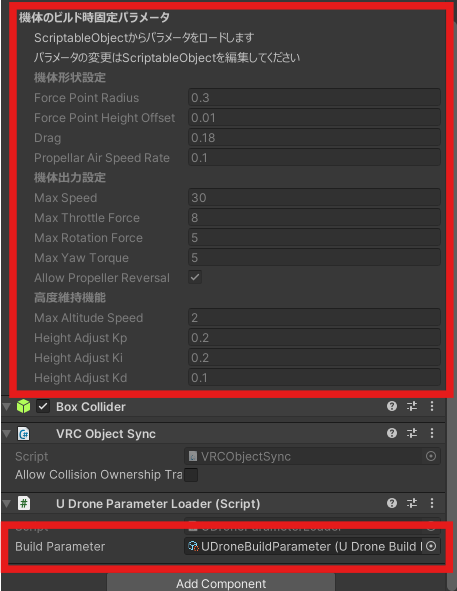 機体のビルド時固定パラメータ
ScriptableObjectからパラメータをロードします
パラメータの変更はScriptableObjectを編集してください
機体形状設定
Force Point Radius 0.3
Force Point Height Offset 0.01
Drag 0.18
Propellar Air Speed Rate 0.1
機体出力設定
Max Speed 30
Max Throttle Force 8
Max Rotation Force 5
Max Yaw Torque 5
Allow Propeller Reversal
高度維持機能
Max Altitude Speed 2
Height Adjust Kp 0.2
Height Adjust Ki 0.2
Height Adjust Kd 0.1
Box Collider
VRC Object Sync
Script VRCObjectSync
Allow Collision Ownership Tra
U Drone Parameter Loader (Script)
Script UDroneParameterLoader
Build Parameter UDroneBuildParameter (U Drone Build
Add Component